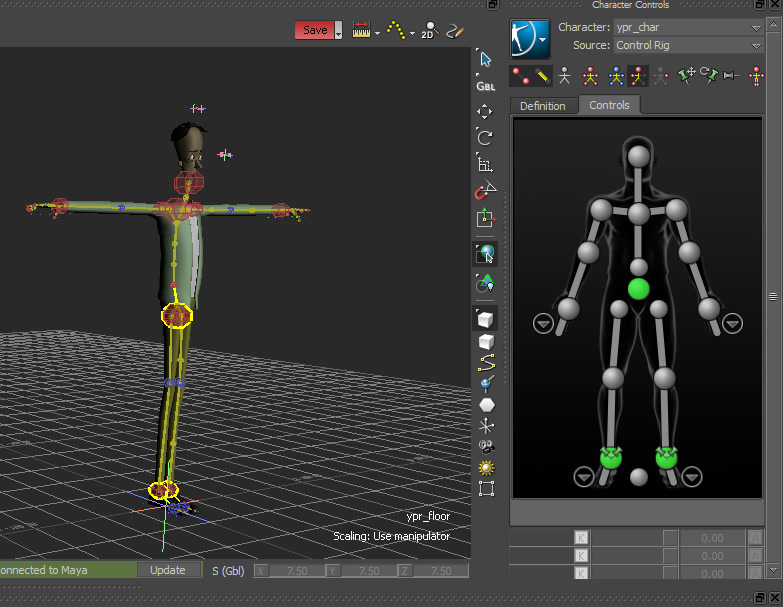 Character Controls
Save
2D
Character: ypr_char
Source: Control Rig
GBL
Definition Controls
ypr_floor
Scaling: Use manipulator
onnected to Maya Update S (Gbl) X 7.50 Y 7.50 Z 7.50
K 0.00 A
K 0.00 A
K 0.00 A